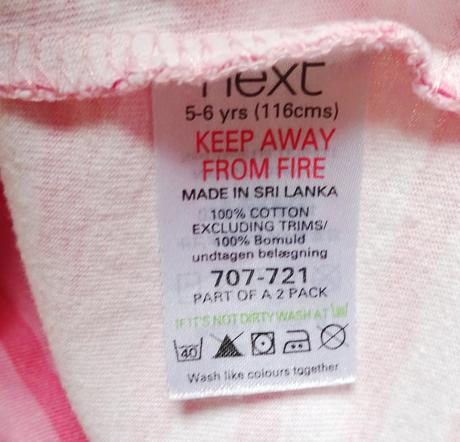 next
5-6 yrs (116cms)
KEEP AWAY
FROM FIRE
MADE IN SRI LANKA
100% COTTON
EXCLUDING TRIMS/
100% Bomuld
undtagen belægning
707-721
PART OF A 2 PACK
IF IT'S NOT DIRTY WASH AT
40
Wash like colours together